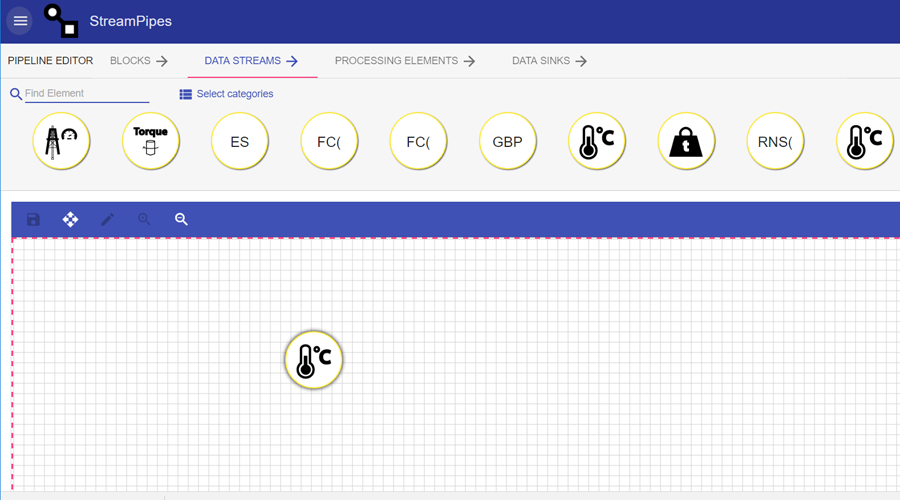 StreamPipes
PIPELINE EDITOR BLOCKS DATA STREAMS PROCESSING ELEMENTS DATA SINKS
Find Element Select categories
Torque ES FC( FC( GBP °C t RNS( °C
°C